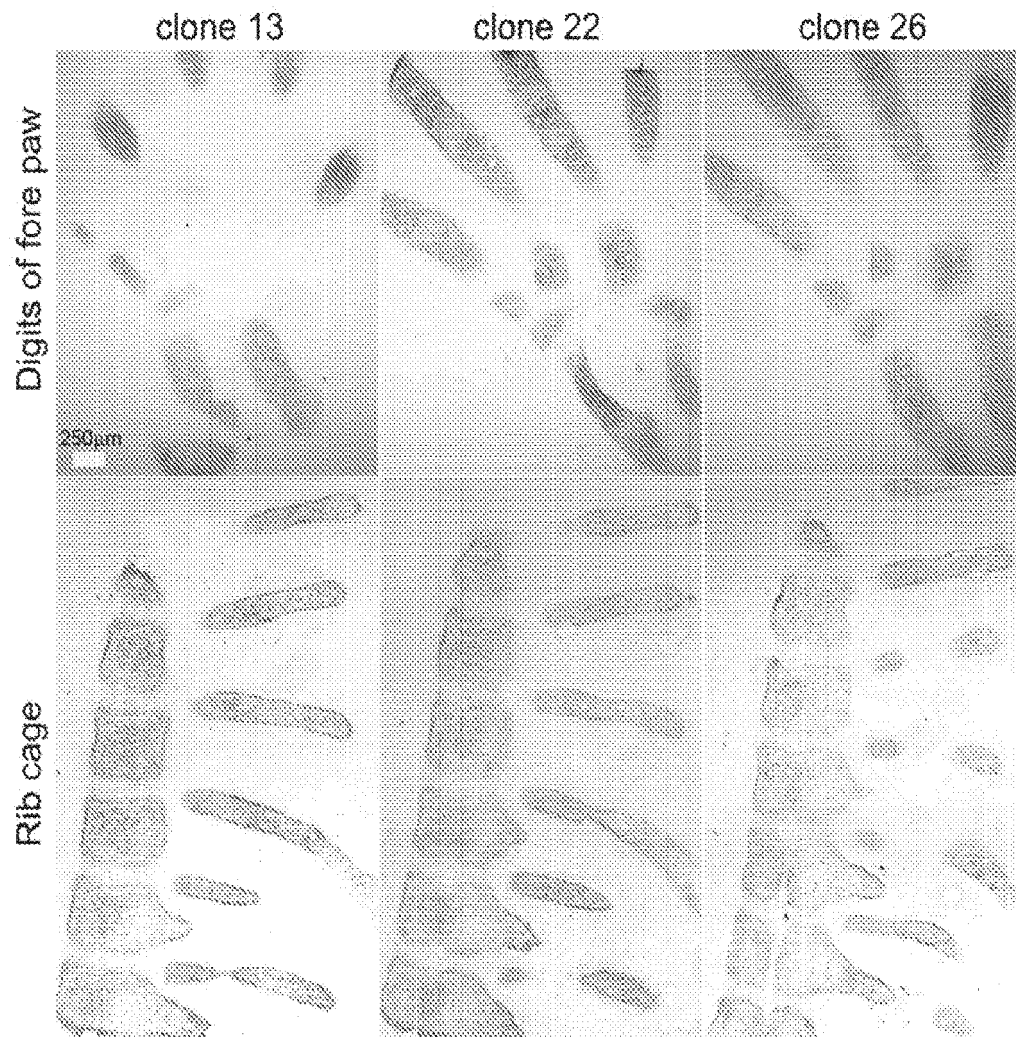 clone 13
clone 22
clone 26
Digits of fore paw
250µm
Rib cage